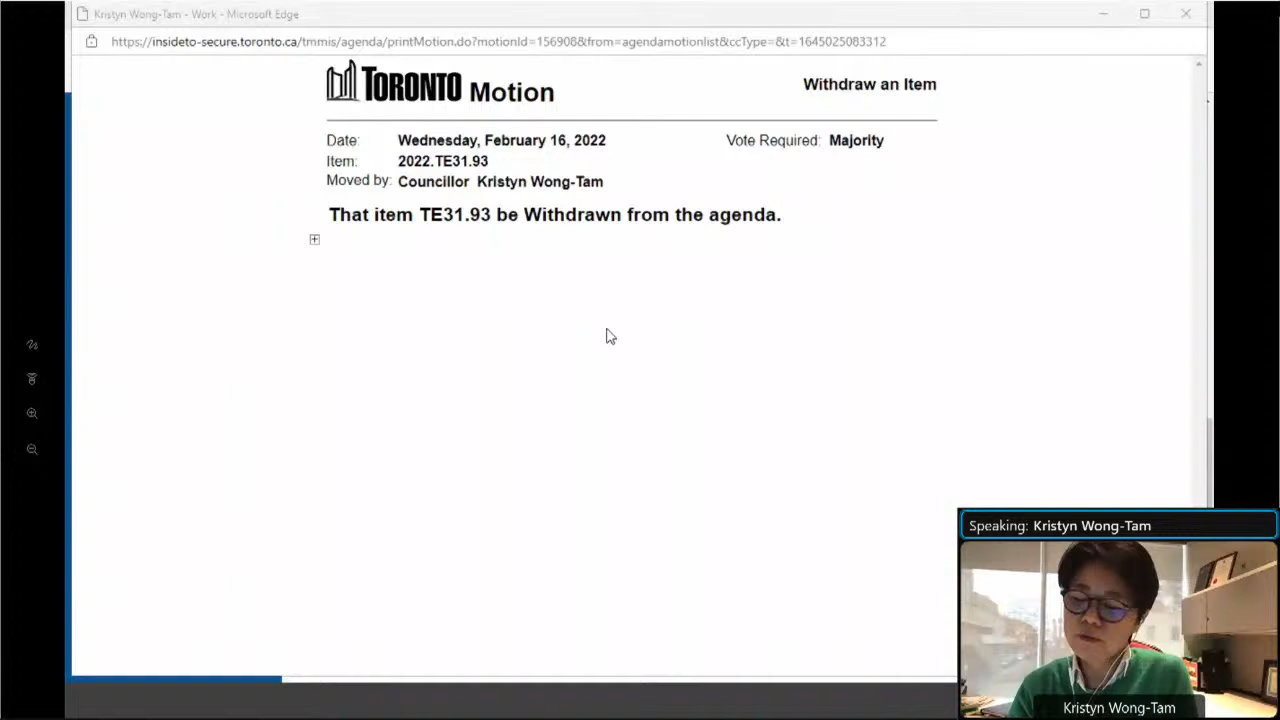 Kristyn Wong-Tam - Work - Microsoft Edge
https://insideto-secure.toronto.ca/tmmis/agenda/printMotion.do?motionId=156908&from=agendamotionlist&ccType=&t=1645025083312
TORONTO Motion Withdraw an Item
Date: Wednesday, February 16, 2022 Vote Required: Majority
Item: 2022.TE31.93
Moved by: Councillor Kristyn Wong-Tam
That item TE31.93 be Withdrawn from the agenda.
Speaking: Kristyn Wong-Tam
Kristyn Wong-Tam